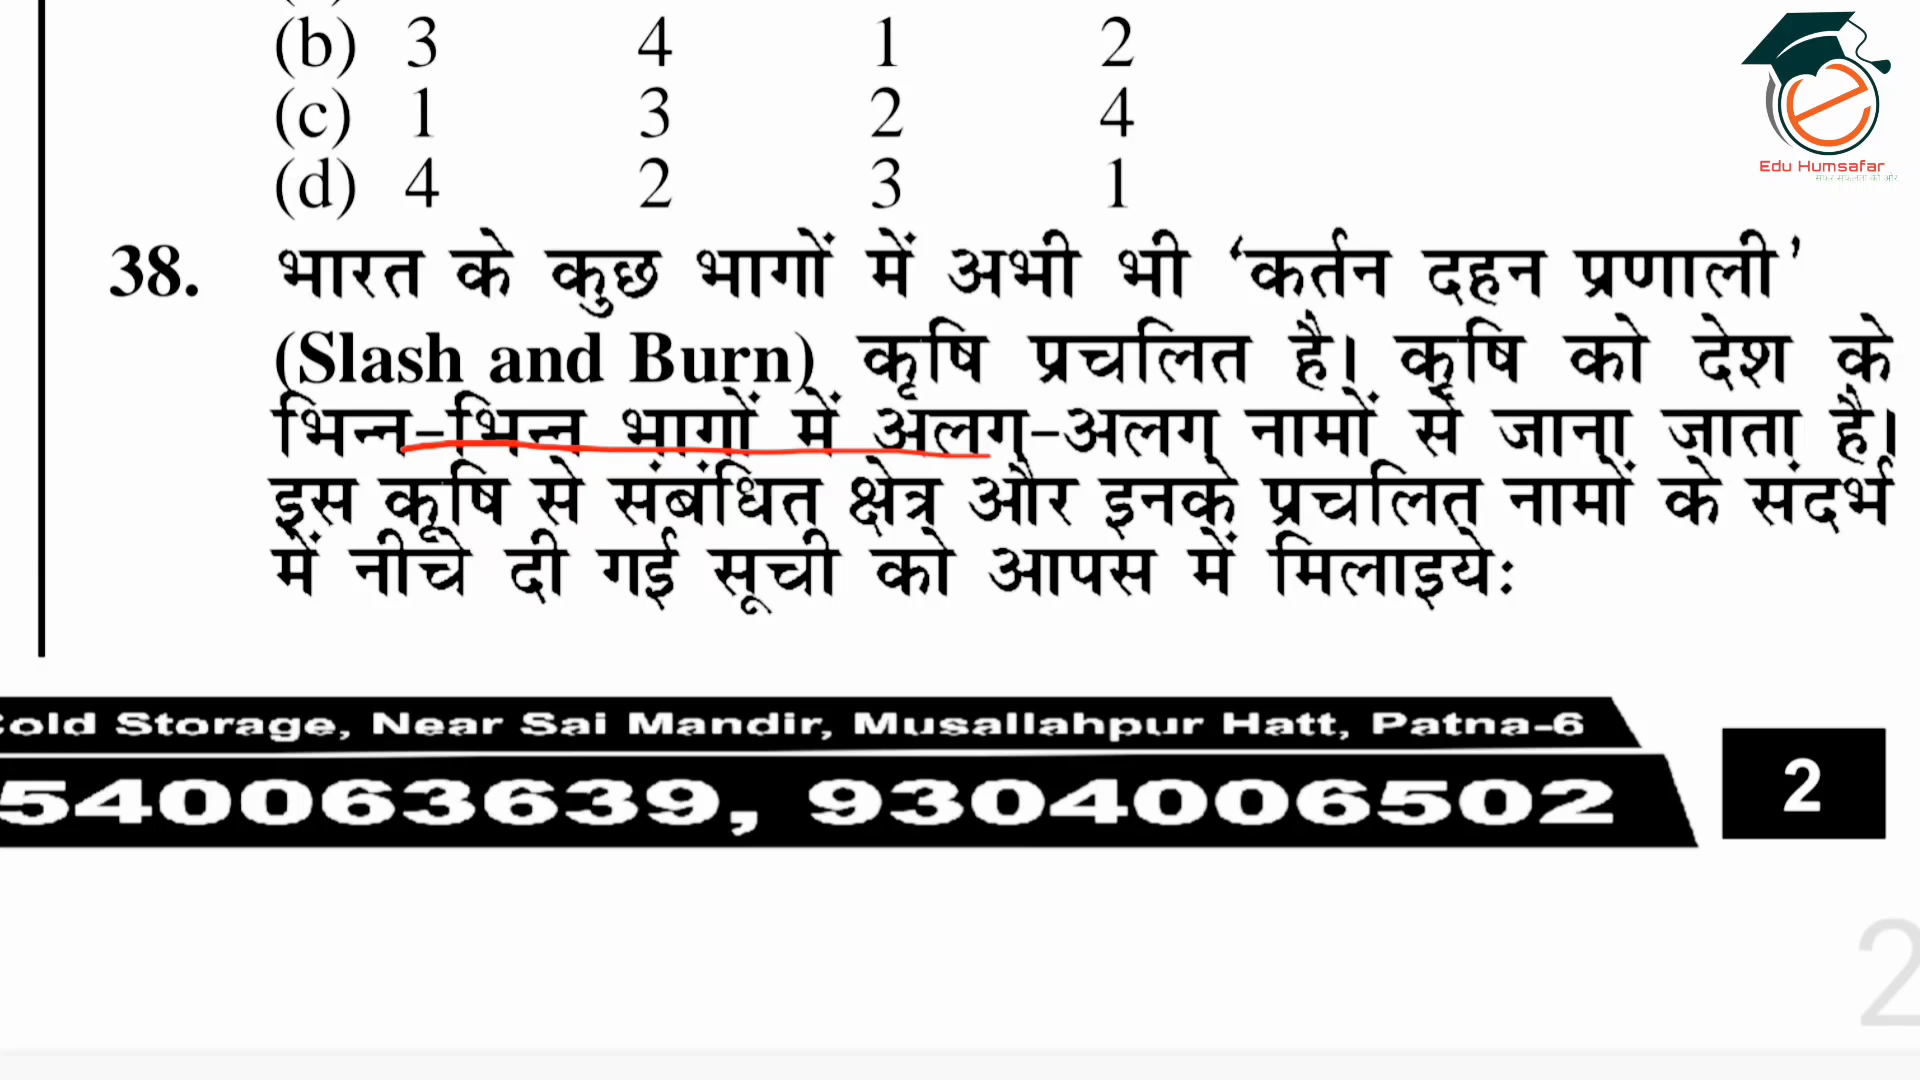 (b) 3 4 1 2
(c) 1 3 2 4
(d) 4 2 3 1
Edu Humsafar
38. भारत के कुछ भागों में अभी भी ‘कर्तन दहन प्रणाली’
(Slash and Burn) कृषि प्रचलित है। कृषि को देश के
भिन्न-भिन्न भागों में अलग-अलग नामों से जाना जाता है।
इस कृषि से संबंधित क्षेत्र और इनके प्रचलित नामों के संदर्भ
में नीचे दी गई सूची को आपस में मिलाइये:
Storage, Near Sai Mandir, Musallahpur Hatt, Patna-6
540063639, 9304006502
2
2